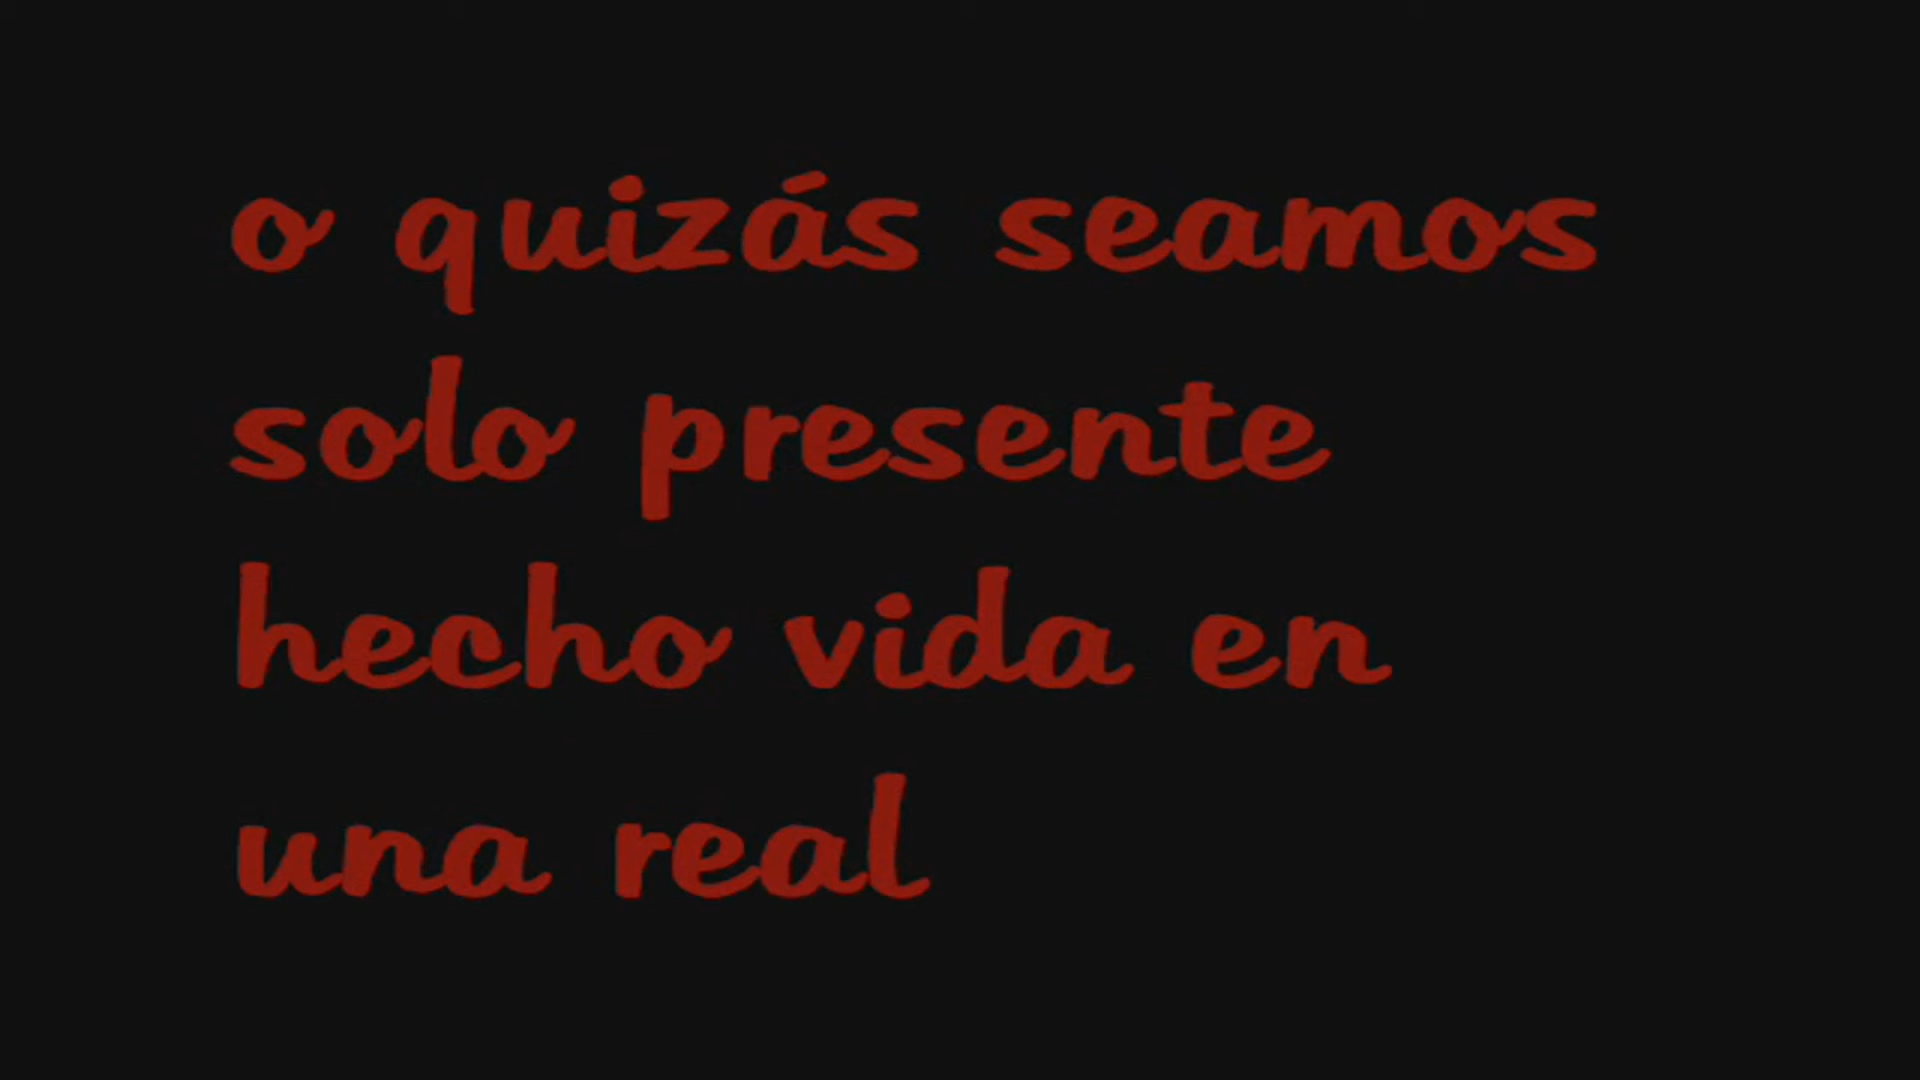 o quizás seamos
solo presente
hecho vida en
una real